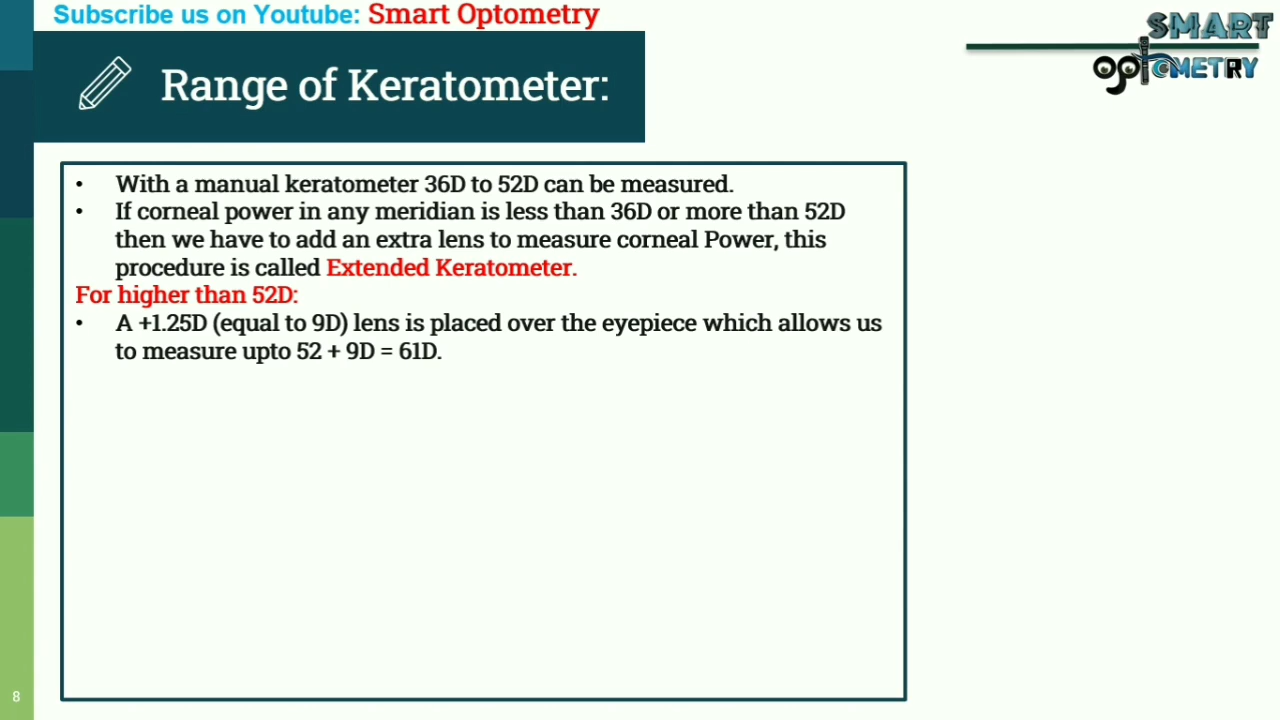 Subscribe us on Youtube: Smart Optometry
SMART
OptOMETRY
Range of Keratometer:
• With a manual keratometer 36D to 52D can be measured.
• If corneal power in any meridian is less than 36D or more than 52D
then we have to add an extra lens to measure corneal Power, this
procedure is called Extended Keratometer.
For higher than 52D:
• A +1.25D (equal to 9D) lens is placed over the eyepiece which allows us
to measure upto 52 + 9D = 61D.
8